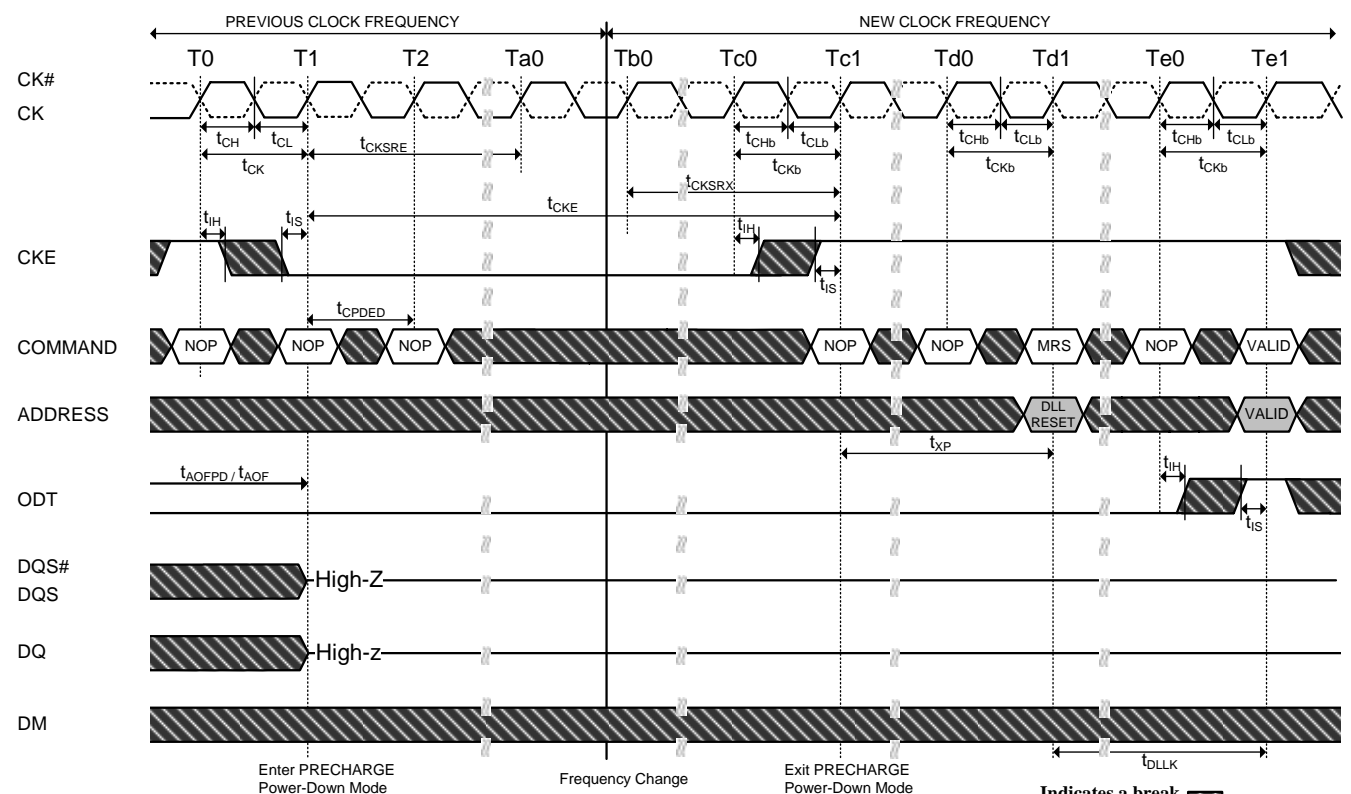 PREVIOUS CLOCK FREQUENCY NEW CLOCK FREQUENCY
T0 T1 T2 Ta0 Tb0 Tc0 Tc1 Td0 Td1 Te0 Te1
CK#
CK
tCH tCL tCKSRE tCHb tCLb tCHb tCLb tCHb tCLb
tCK tCKb tCKb tCKb
tCKSRX
tCKE
tIH tIS tIH
CKE
tIS
tCPDED
COMMAND NOP NOP NOP NOP NOP MRS NOP VALID
ADDRESS DLL RESET VALID
tXP
tAOFPD / tAOF tIH
ODT
tIS
DQS#
DQS
High-Z
DQ High-z
DM
tDLLK
Enter PRECHARGE
Power-Down Mode
Frequency Change
Exit PRECHARGE
Power-Down Mode
Indicates a break